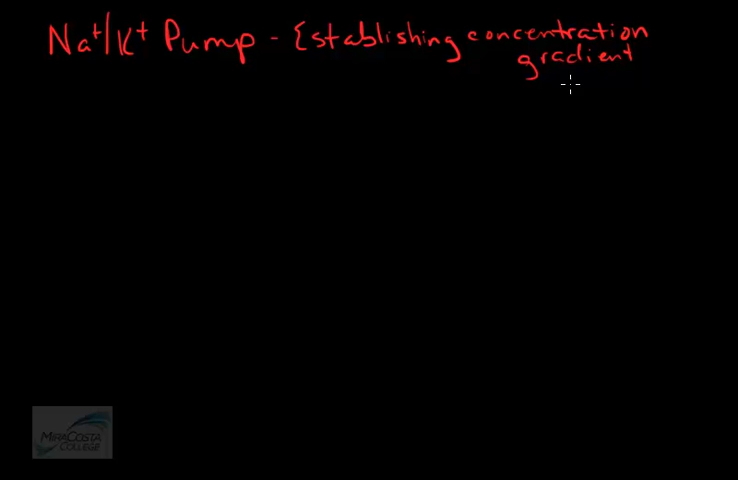 Na⁺/K⁺ Pump - Establishing concentration
gradient
MIRACOSTA
COLLEGE